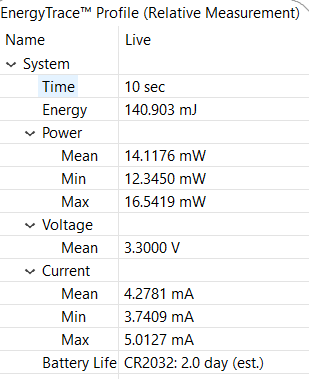 EnergyTrace™ Profile (Relative Measurement)
Name Live
System
Time 10 sec
Energy 140.903 mJ
Power
Mean 14.1176 mW
Min 12.3450 mW
Max 16.5419 mW
Voltage
Mean 3.3000 V
Current
Mean 4.2781 mA
Min 3.7409 mA
Max 5.0127 mA
Battery Life CR2032: 2.0 day (est.)